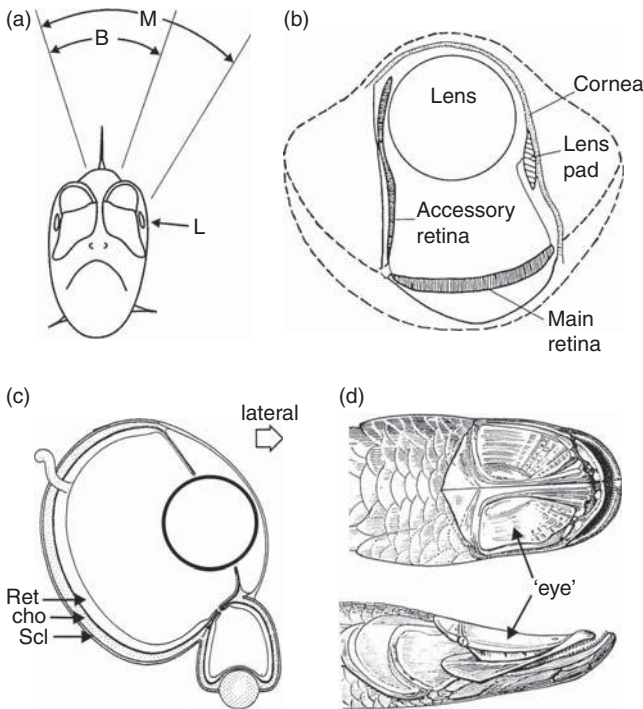 (a)
M
B
L
(b)
Lens
Cornea
Lens
pad
Accessory
retina
Main
retina
(c)
lateral
Ret
cho
Scl
(d)
'eye'